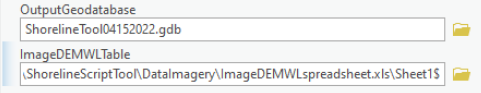 OutputGeodatabase
ShorelineTool04152022.gdb
ImageDEMWLTable
\ShorelineScriptTool\DataImagery\ImageDEMWLspreadsheet.xls\Sheet1$